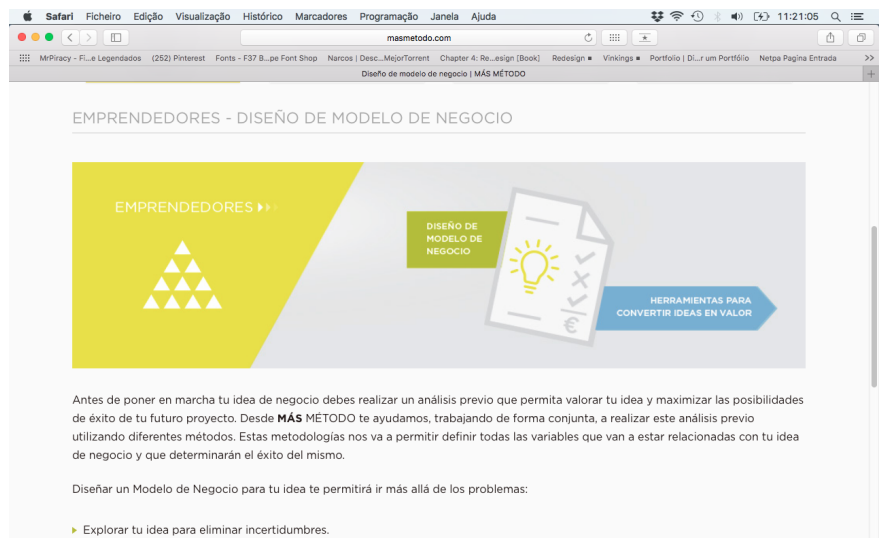 Safari Ficheiro Edição Visualização Histórico Marcadores Programação Janela Ajuda 11:21:05
masmetodo.com
MrPiracy - Fi...e Legendados (252) Pinterest Fonts - F37 B...pe Font Shop Narcos | Desc...MejorTorrent Chapter 4: Re...esign [Book] Redesign Vinkings Portfolio | Di...r um Portfólio Netpa Pagina Entrada >>
Diseño de modelo de negocio | MÁS MÉTODO
EMPRENDEDORES - DISEÑO DE MODELO DE NEGOCIO
EMPRENDEDORES
DISEÑO DE
MODELO DE
NEGOCIO
€
HERRAMIENTAS PARA
CONVERTIR IDEAS EN VALOR
Antes de poner en marcha tu idea de negocio debes realizar un análisis previo que permita valorar tu idea y maximizar las posibilidades
de éxito de tu futuro proyecto. Desde MÁS MÉTODO te ayudamos, trabajando de forma conjunta, a realizar este análisis previo
utilizando diferentes métodos. Estas metodologías nos va a permitir definir todas las variables que van a estar relacionadas con tu idea
de negocio y que determinarán el éxito del mismo.
Diseñar un Modelo de Negocio para tu idea te permitirá ir más allá de los problemas:
Explorar tu idea para eliminar incertidumbres.